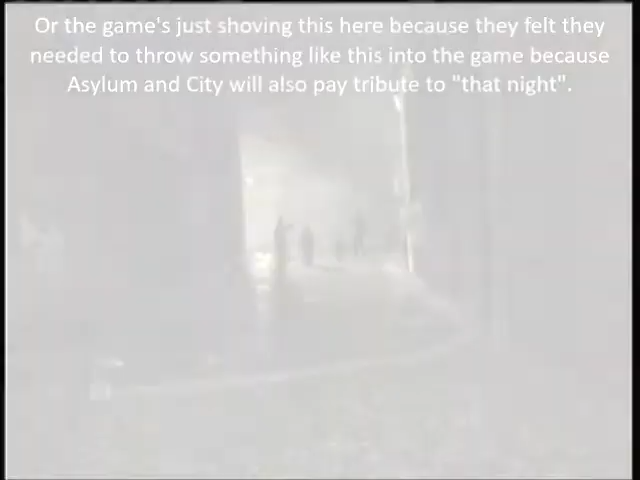 Or the game's just shoving this here because they felt they
needed to throw something like this into the game because
Asylum and City will also pay tribute to "that night".